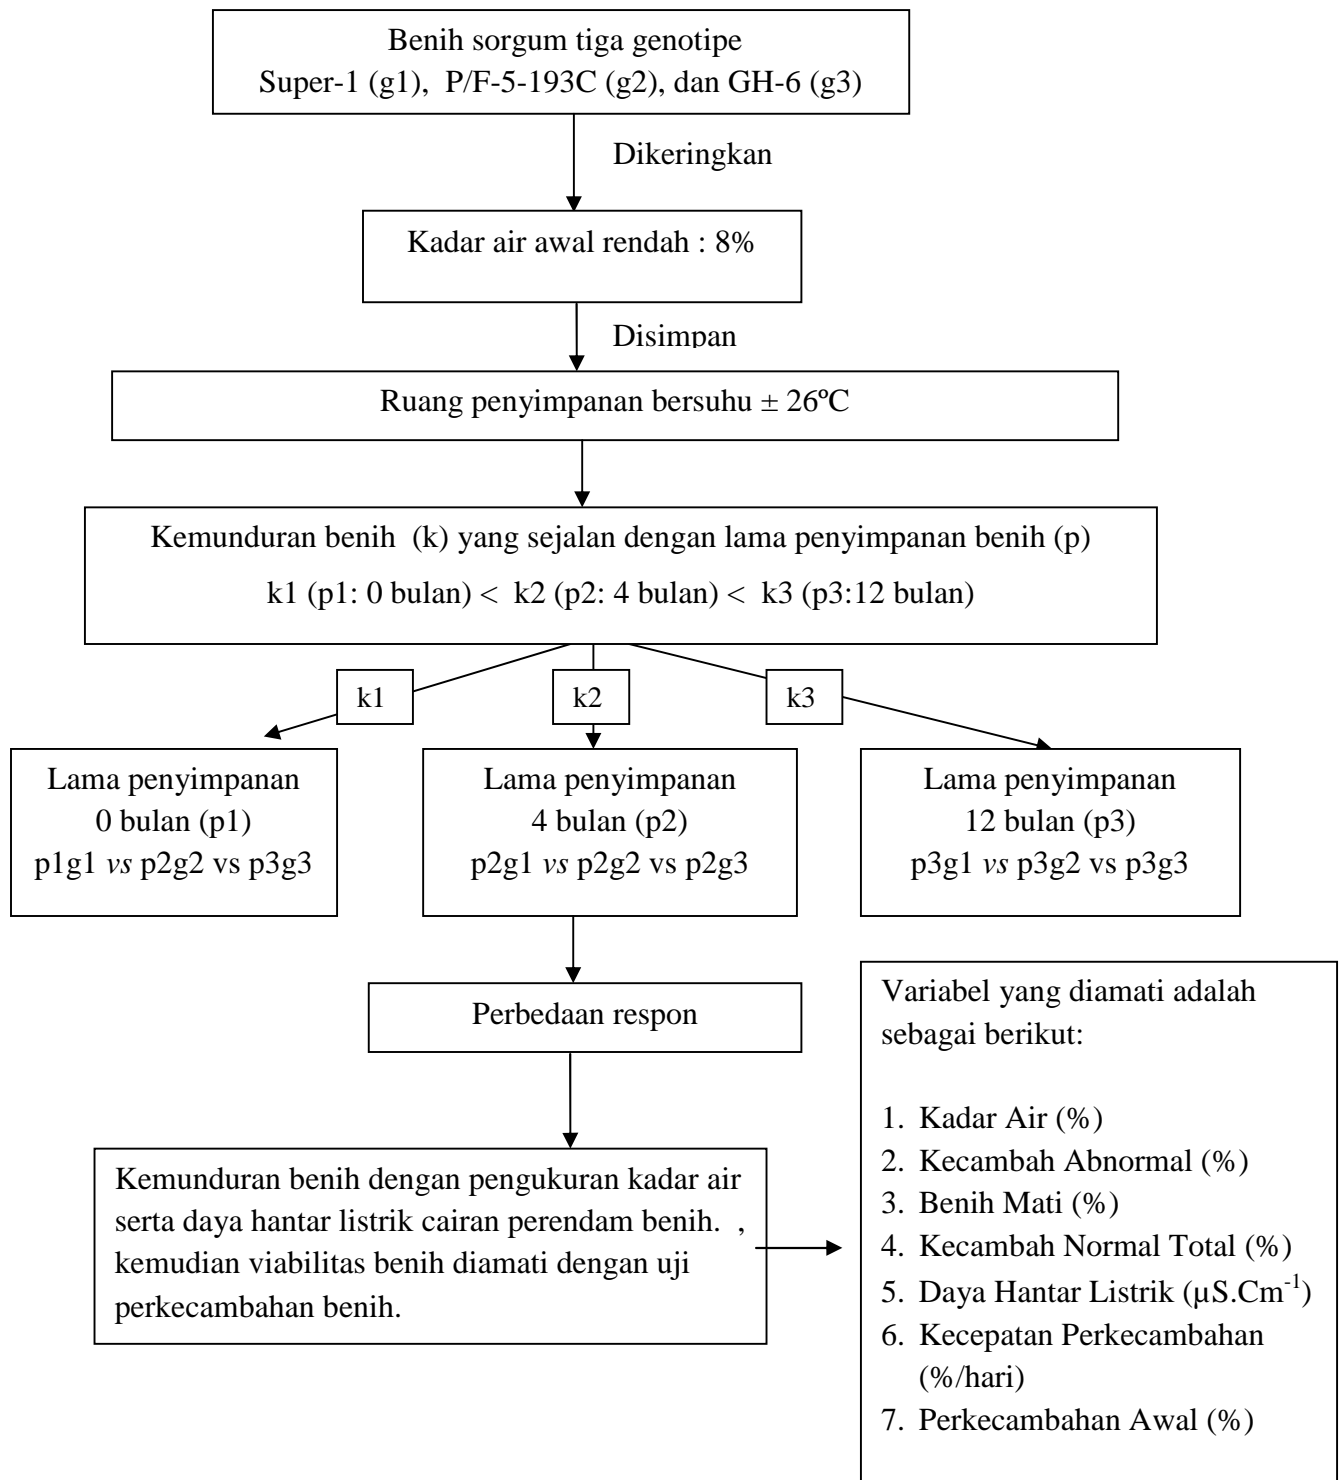 Benih sorgum tiga genotipe
Super-1 (g1), P/F-5-193C (g2), dan GH-6 (g3)
Dikeringkan
Kadar air awal rendah : 8%
Disimpan
Ruang penyimpanan bersuhu ± 26ºC
Kemunduran benih (k) yang sejalan dengan lama penyimpanan benih (p)
k1 (p1: 0 bulan) < k2 (p2: 4 bulan) < k3 (p3:12 bulan)
k1
k2
k3
Lama penyimpanan
0 bulan (p1)
p1g1 vs p2g2 vs p3g3
Lama penyimpanan
4 bulan (p2)
p2g1 vs p2g2 vs p2g3
Lama penyimpanan
12 bulan (p3)
p3g1 vs p3g2 vs p3g3
Perbedaan respon
Kemunduran benih dengan pengukuran kadar air
serta daya hantar listrik cairan perendam benih. ,
kemudian viabilitas benih diamati dengan uji
perkecambahan benih.
Variabel yang diamati adalah
sebagai berikut:
1. Kadar Air (%)
2. Kecambah Abnormal (%)
3. Benih Mati (%)
4. Kecambah Normal Total (%)
5. Daya Hantar Listrik (µS.Cm⁻¹)
6. Kecepatan Perkecambahan
(%/hari)
7. Perkecambahan Awal (%)